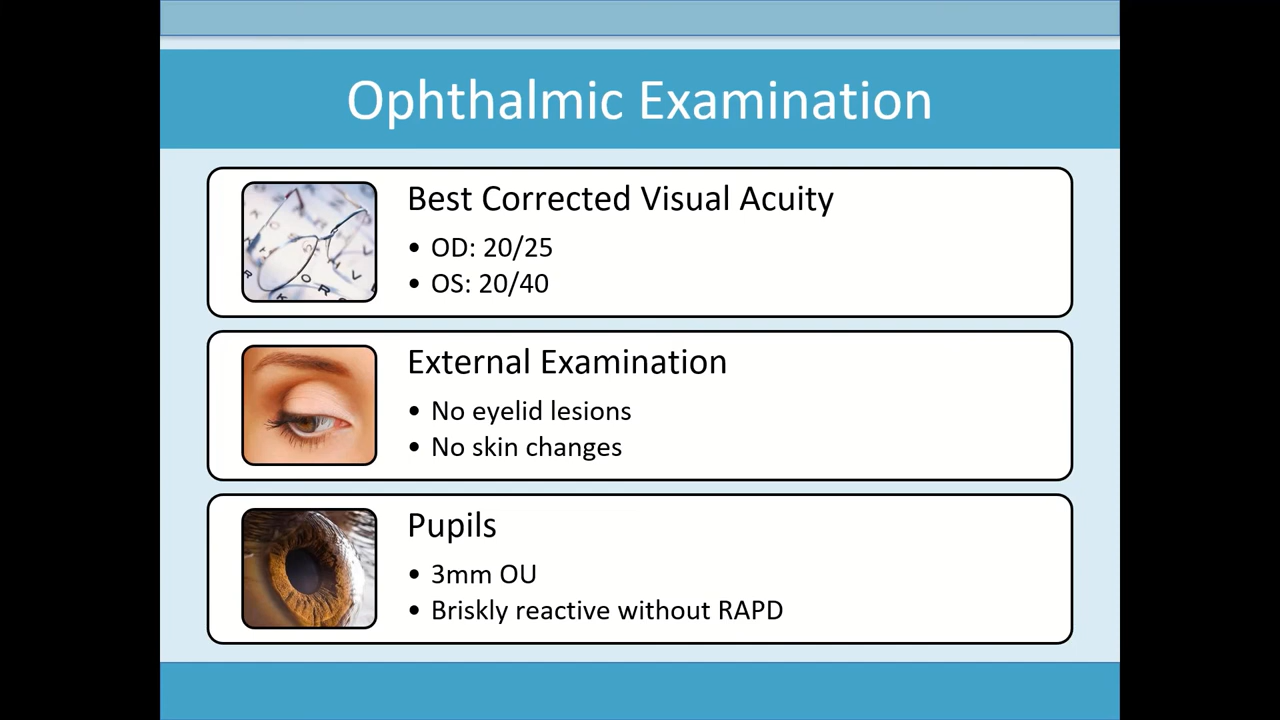 Ophthalmic Examination
Best Corrected Visual Acuity
• OD: 20/25
• OS: 20/40
External Examination
• No eyelid lesions
• No skin changes
Pupils
• 3mm OU
• Briskly reactive without RAPD